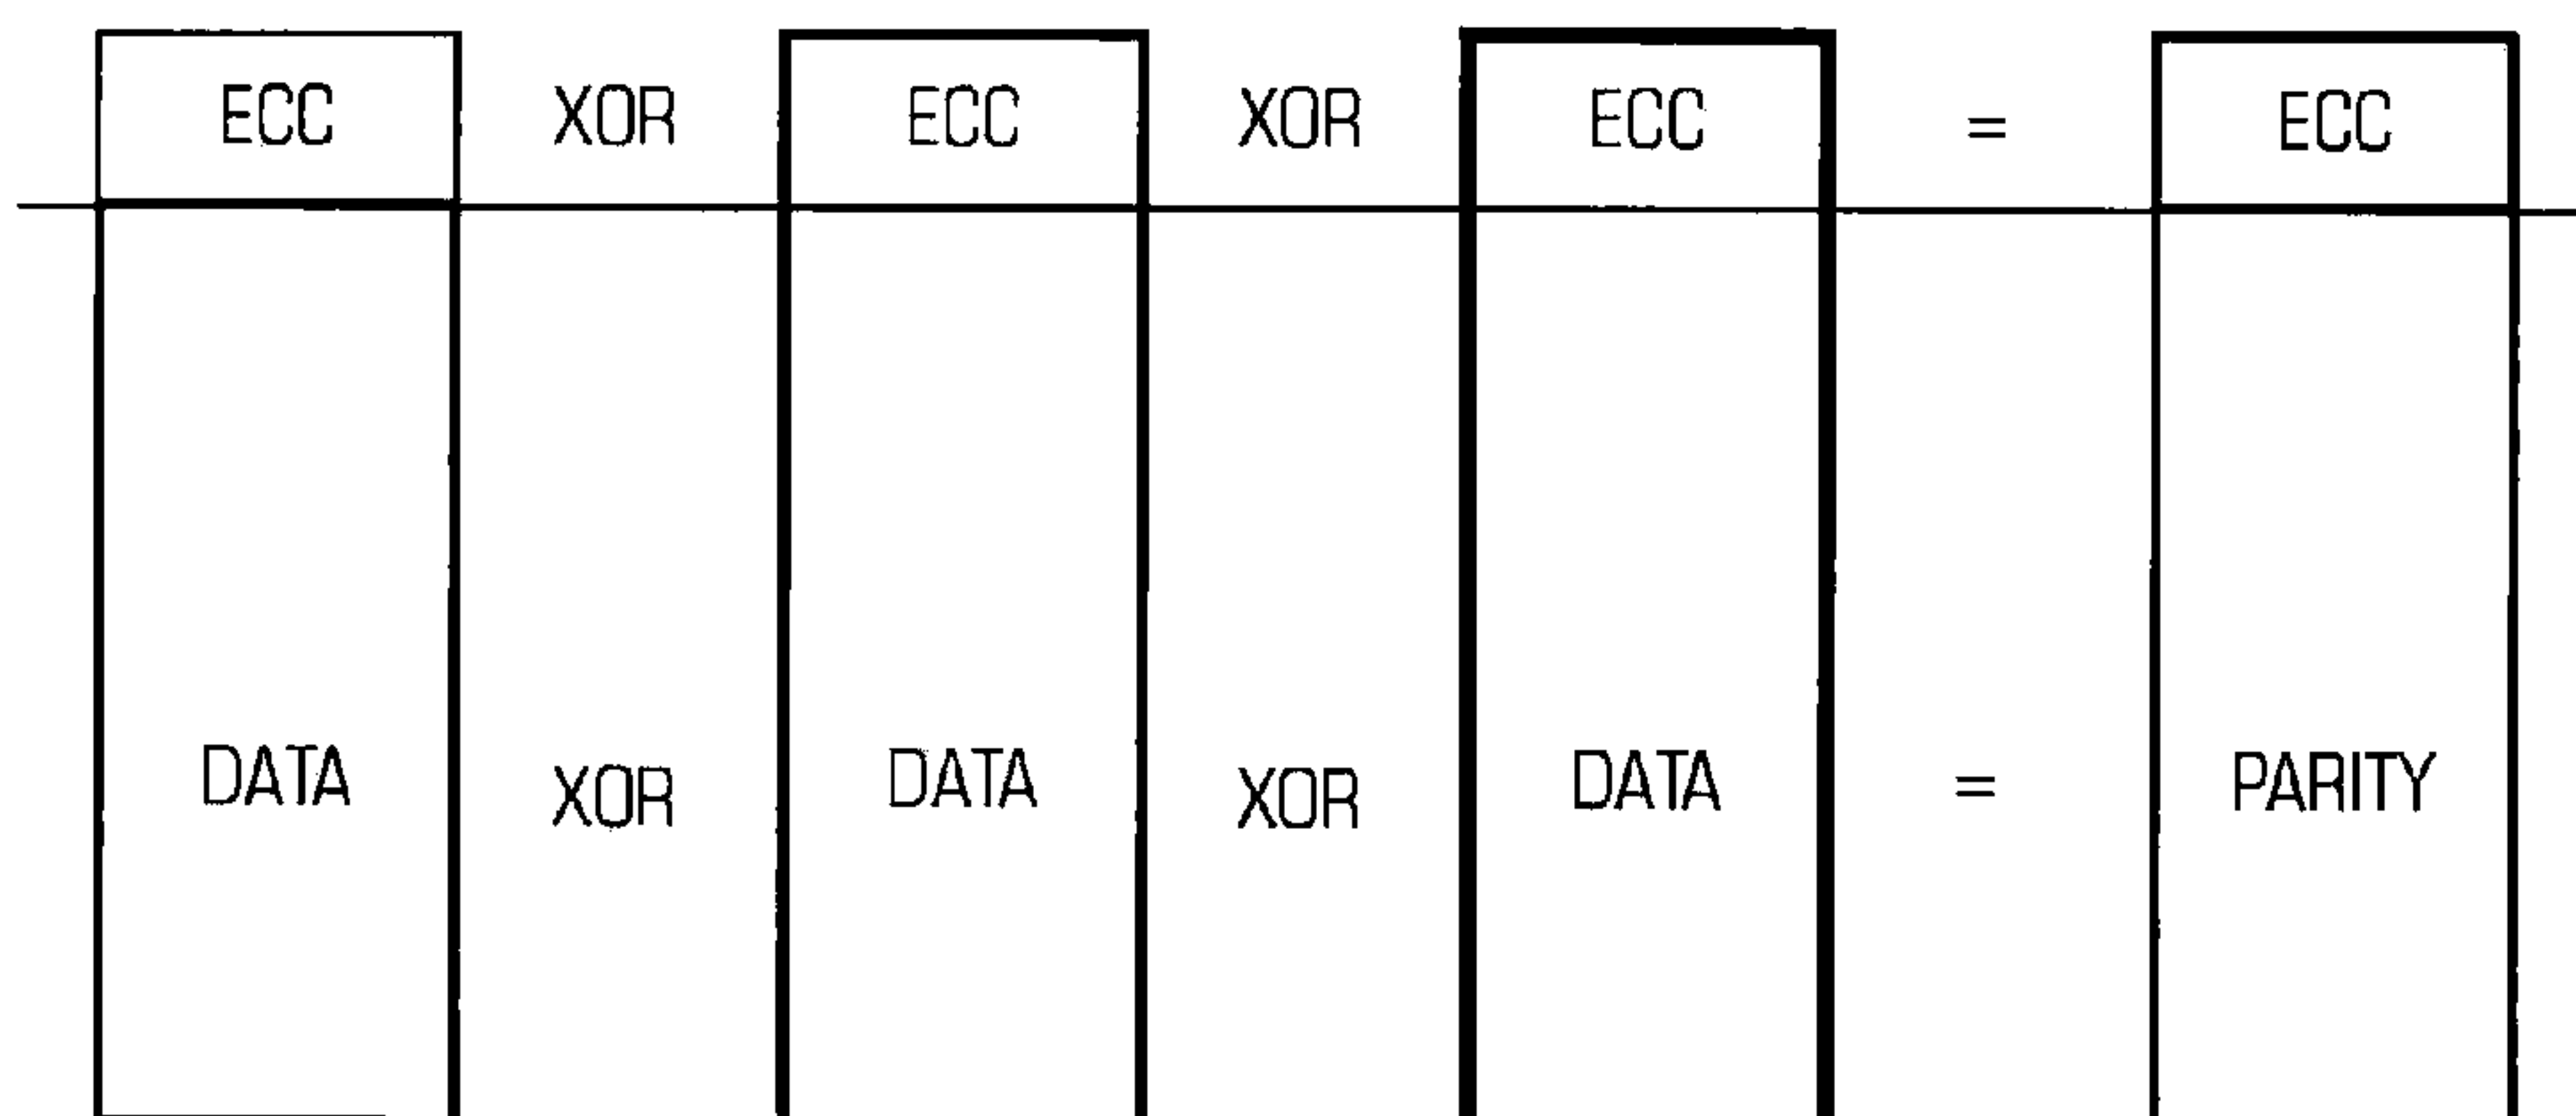 ECC XOR ECC XOR ECC = ECC
DATA XOR DATA XOR DATA = PARITY